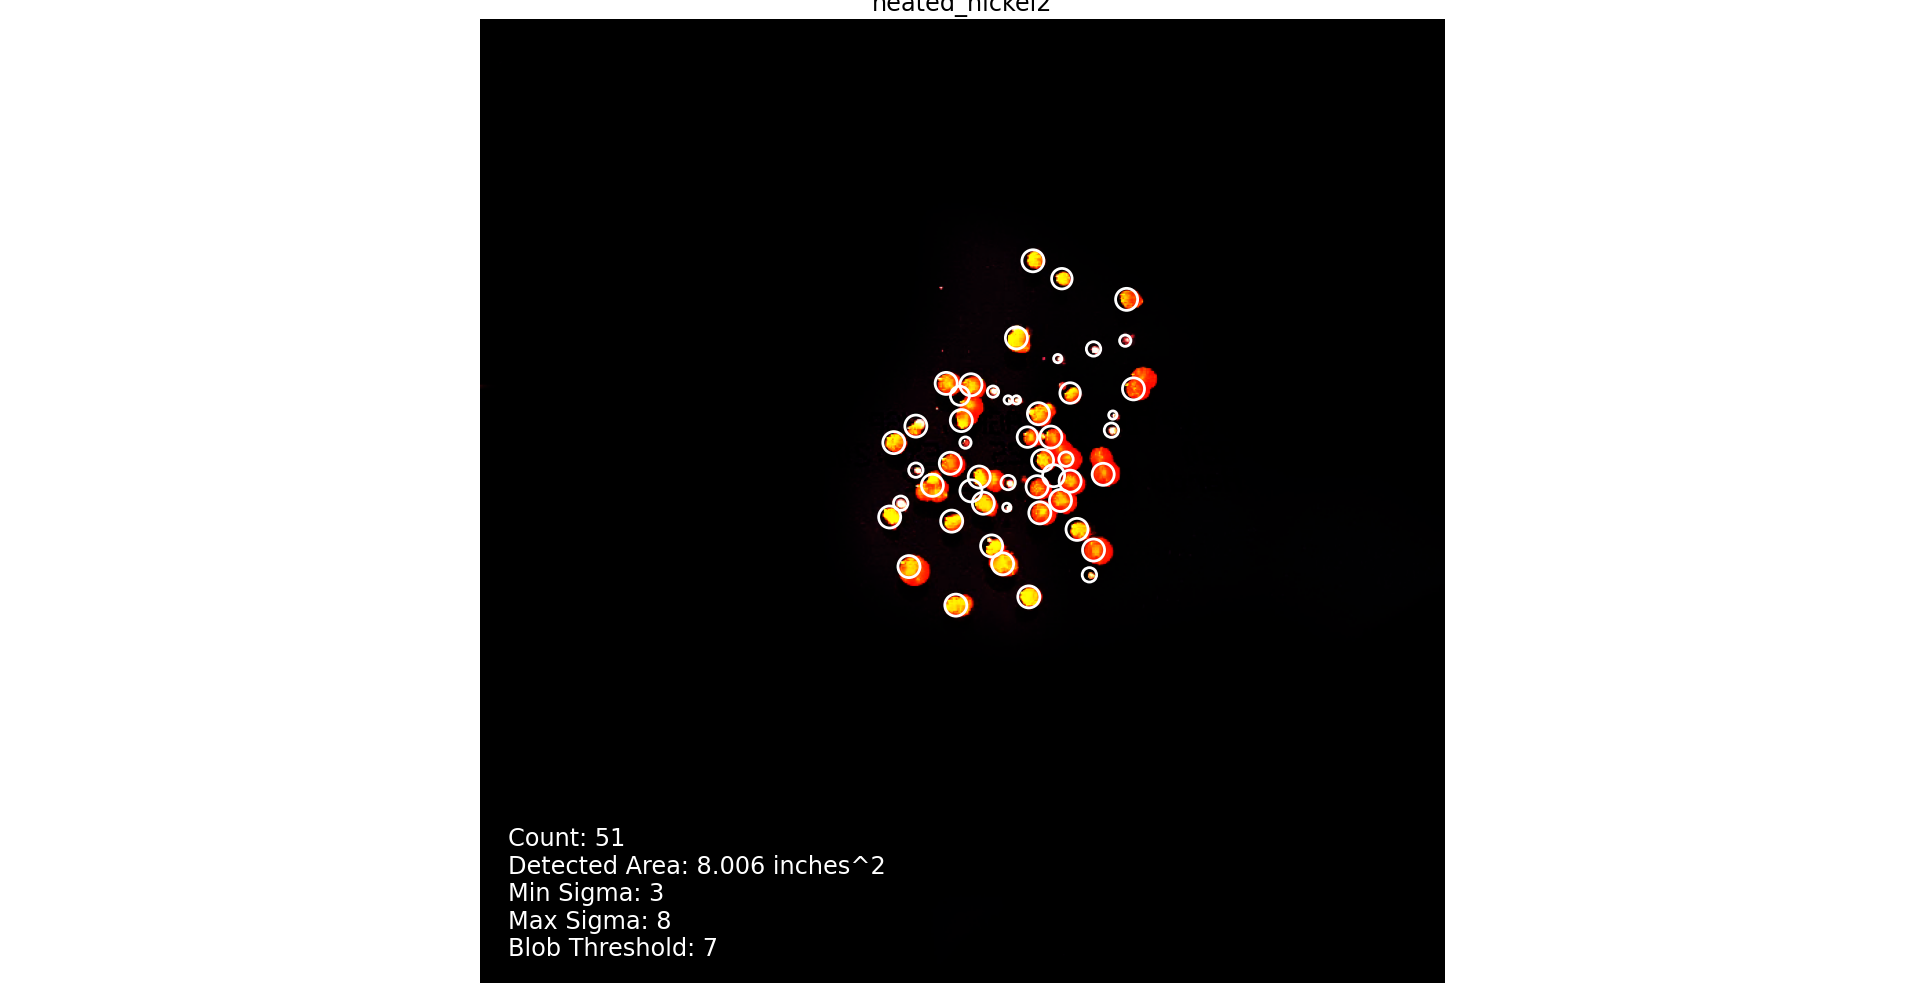 heated_nickel2
Count: 51
Detected Area: 8.006 inches^2
Min Sigma: 3
Max Sigma: 8
Blob Threshold: 7